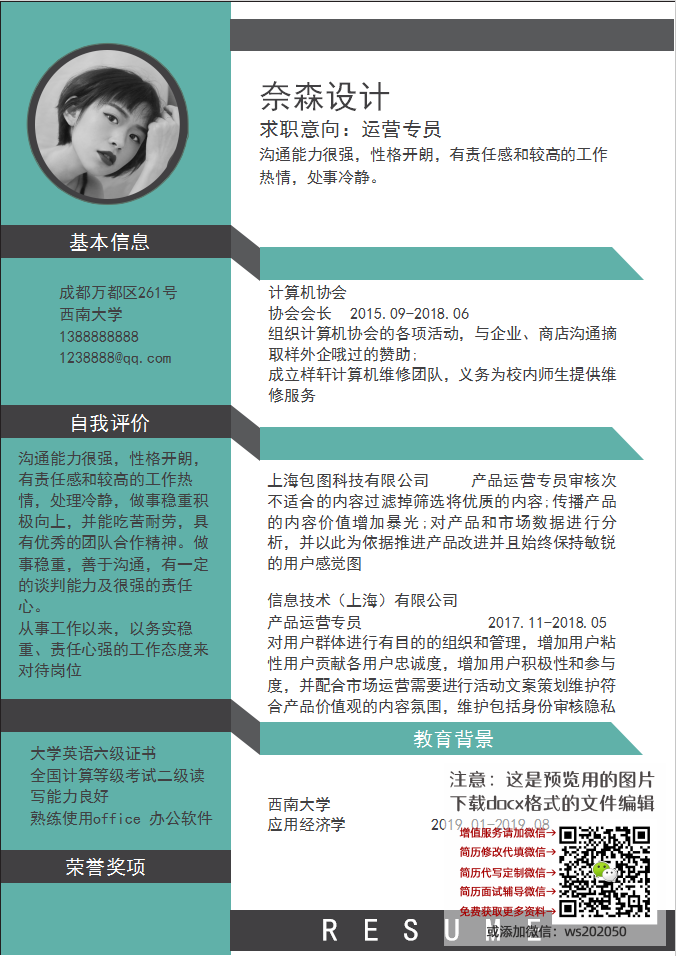 奈森设计
求职意向：运营专员
沟通能力很强，性格开朗，有责任感和较高的工作
热情，处事冷静。
基本信息
成都万都区261号
西南大学
1388888888
1238888@qq.com
自我评价
沟通能力很强，性格开朗，
有责任感和较高的工作热
情，处理冷静，做事稳重积
极向上，并能吃苦耐劳，具
有优秀的团队合作精神。做
事稳重，善于沟通，有一定
的谈判能力及很强的责任
心。
从事工作以来，以务实稳
重、责任心强的工作态度来
对待岗位
大学英语六级证书
全国计算等级考试二级读
写能力良好
熟练使用office 办公软件
荣誉奖项
计算机协会
协会会长 2015.09-2018.06
组织计算机协会的各项活动，与企业、商店沟通摘
取样外企哦过的赞助;
成立样轩计算机维修团队，义务为校内师生提供维
修服务
上海包图科技有限公司 产品运营专员审核次
不适合的内容过滤掉筛选将优质的内容;传播产品
的内容价值增加暴光;对产品和市场数据进行分
析，并以此为依据推进产品改进并且始终保持敏锐
的用户感觉图
信息技术（上海）有限公司
产品运营专员 2017.11-2018.05
对用户群体进行有目的的组织和管理，增加用户粘
性用户贡献各用户忠诚度，增加用户积极性和参与
度，并配合市场运营需要进行活动文案策划维护符
合产品价值观的内容氛围，维护包括身份审核隐私
教育背景
西南大学
应用经济学 2019.01-2019.08
注意：这是预览用的图片
下载docx格式的文件编辑
增值服务请加微信→
简历修改代填微信→
简历代写定制微信→
简历面试辅导微信→
免费获取更多资料→
或添加微信：ws202050
RESUME